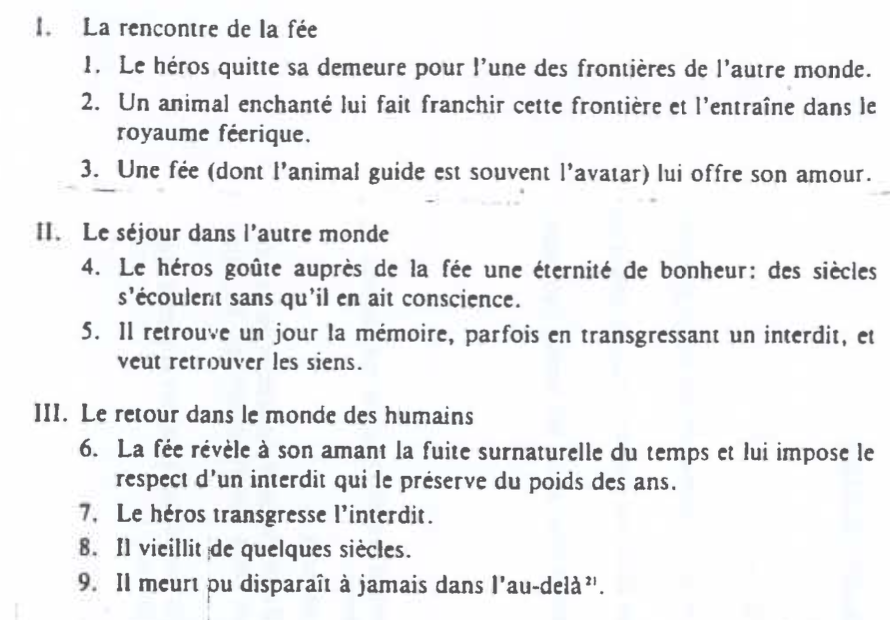 I. La rencontre de la fée
1. Le héros quitte sa demeure pour l'une des frontières de l'autre monde.
2. Un animal enchanté lui fait franchir cette frontière et l'entraîne dans le
royaume féerique.
3. Une fée (dont l'animal guide est souvent l'avatar) lui offre son amour.
II. Le séjour dans l'autre monde
4. Le héros goûte auprès de la fée une éternité de bonheur: des siècles
s'écoulent sans qu'il en ait conscience.
5. Il retrouve un jour la mémoire, parfois en transgressant un interdit, et
veut retrouver les siens.
III. Le retour dans le monde des humains
6. La fée révèle à son amant la fuite surnaturelle du temps et lui impose le
respect d'un interdit qui le préserve du poids des ans.
7. Le héros transgresse l'interdit.
8. Il vieillit de quelques siècles.
9. Il meurt ou disparaît à jamais dans l'au-delà²¹.